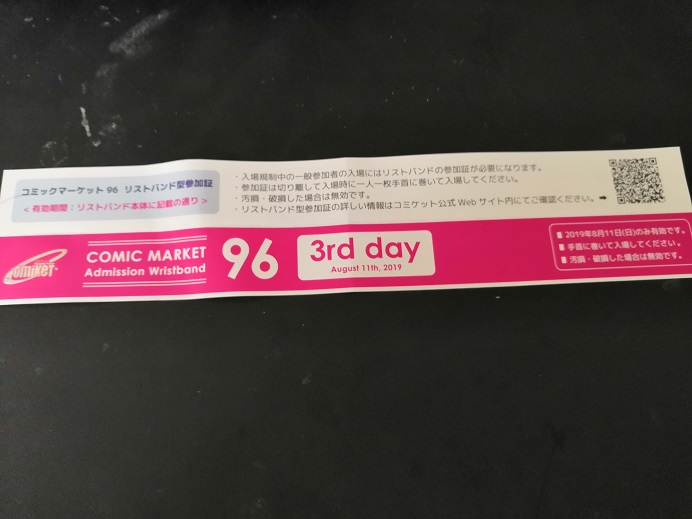 コミックマーケット96 リストバンド型参加証
<有効期間:リストバンド本体に記載の通り>
・入場規制中の一般参加者の入場にはリストバンドの参加証が必要になります。
・参加証は切り離して入場時に一人一枚手首に巻いて入場してください。
・汚損・破損した場合は無効です。
・リストバンド型参加証の詳しい情報はコミケット公式Webサイト内にてご確認ください。➡
comiket
COMIC MARKET
Admission Wristband
96
3rd day
August 11th, 2019
■ 2019年8月11日(日)のみ有効です。
■ 手首に巻いて入場してください。
■ 汚損・破損した場合は無効です。